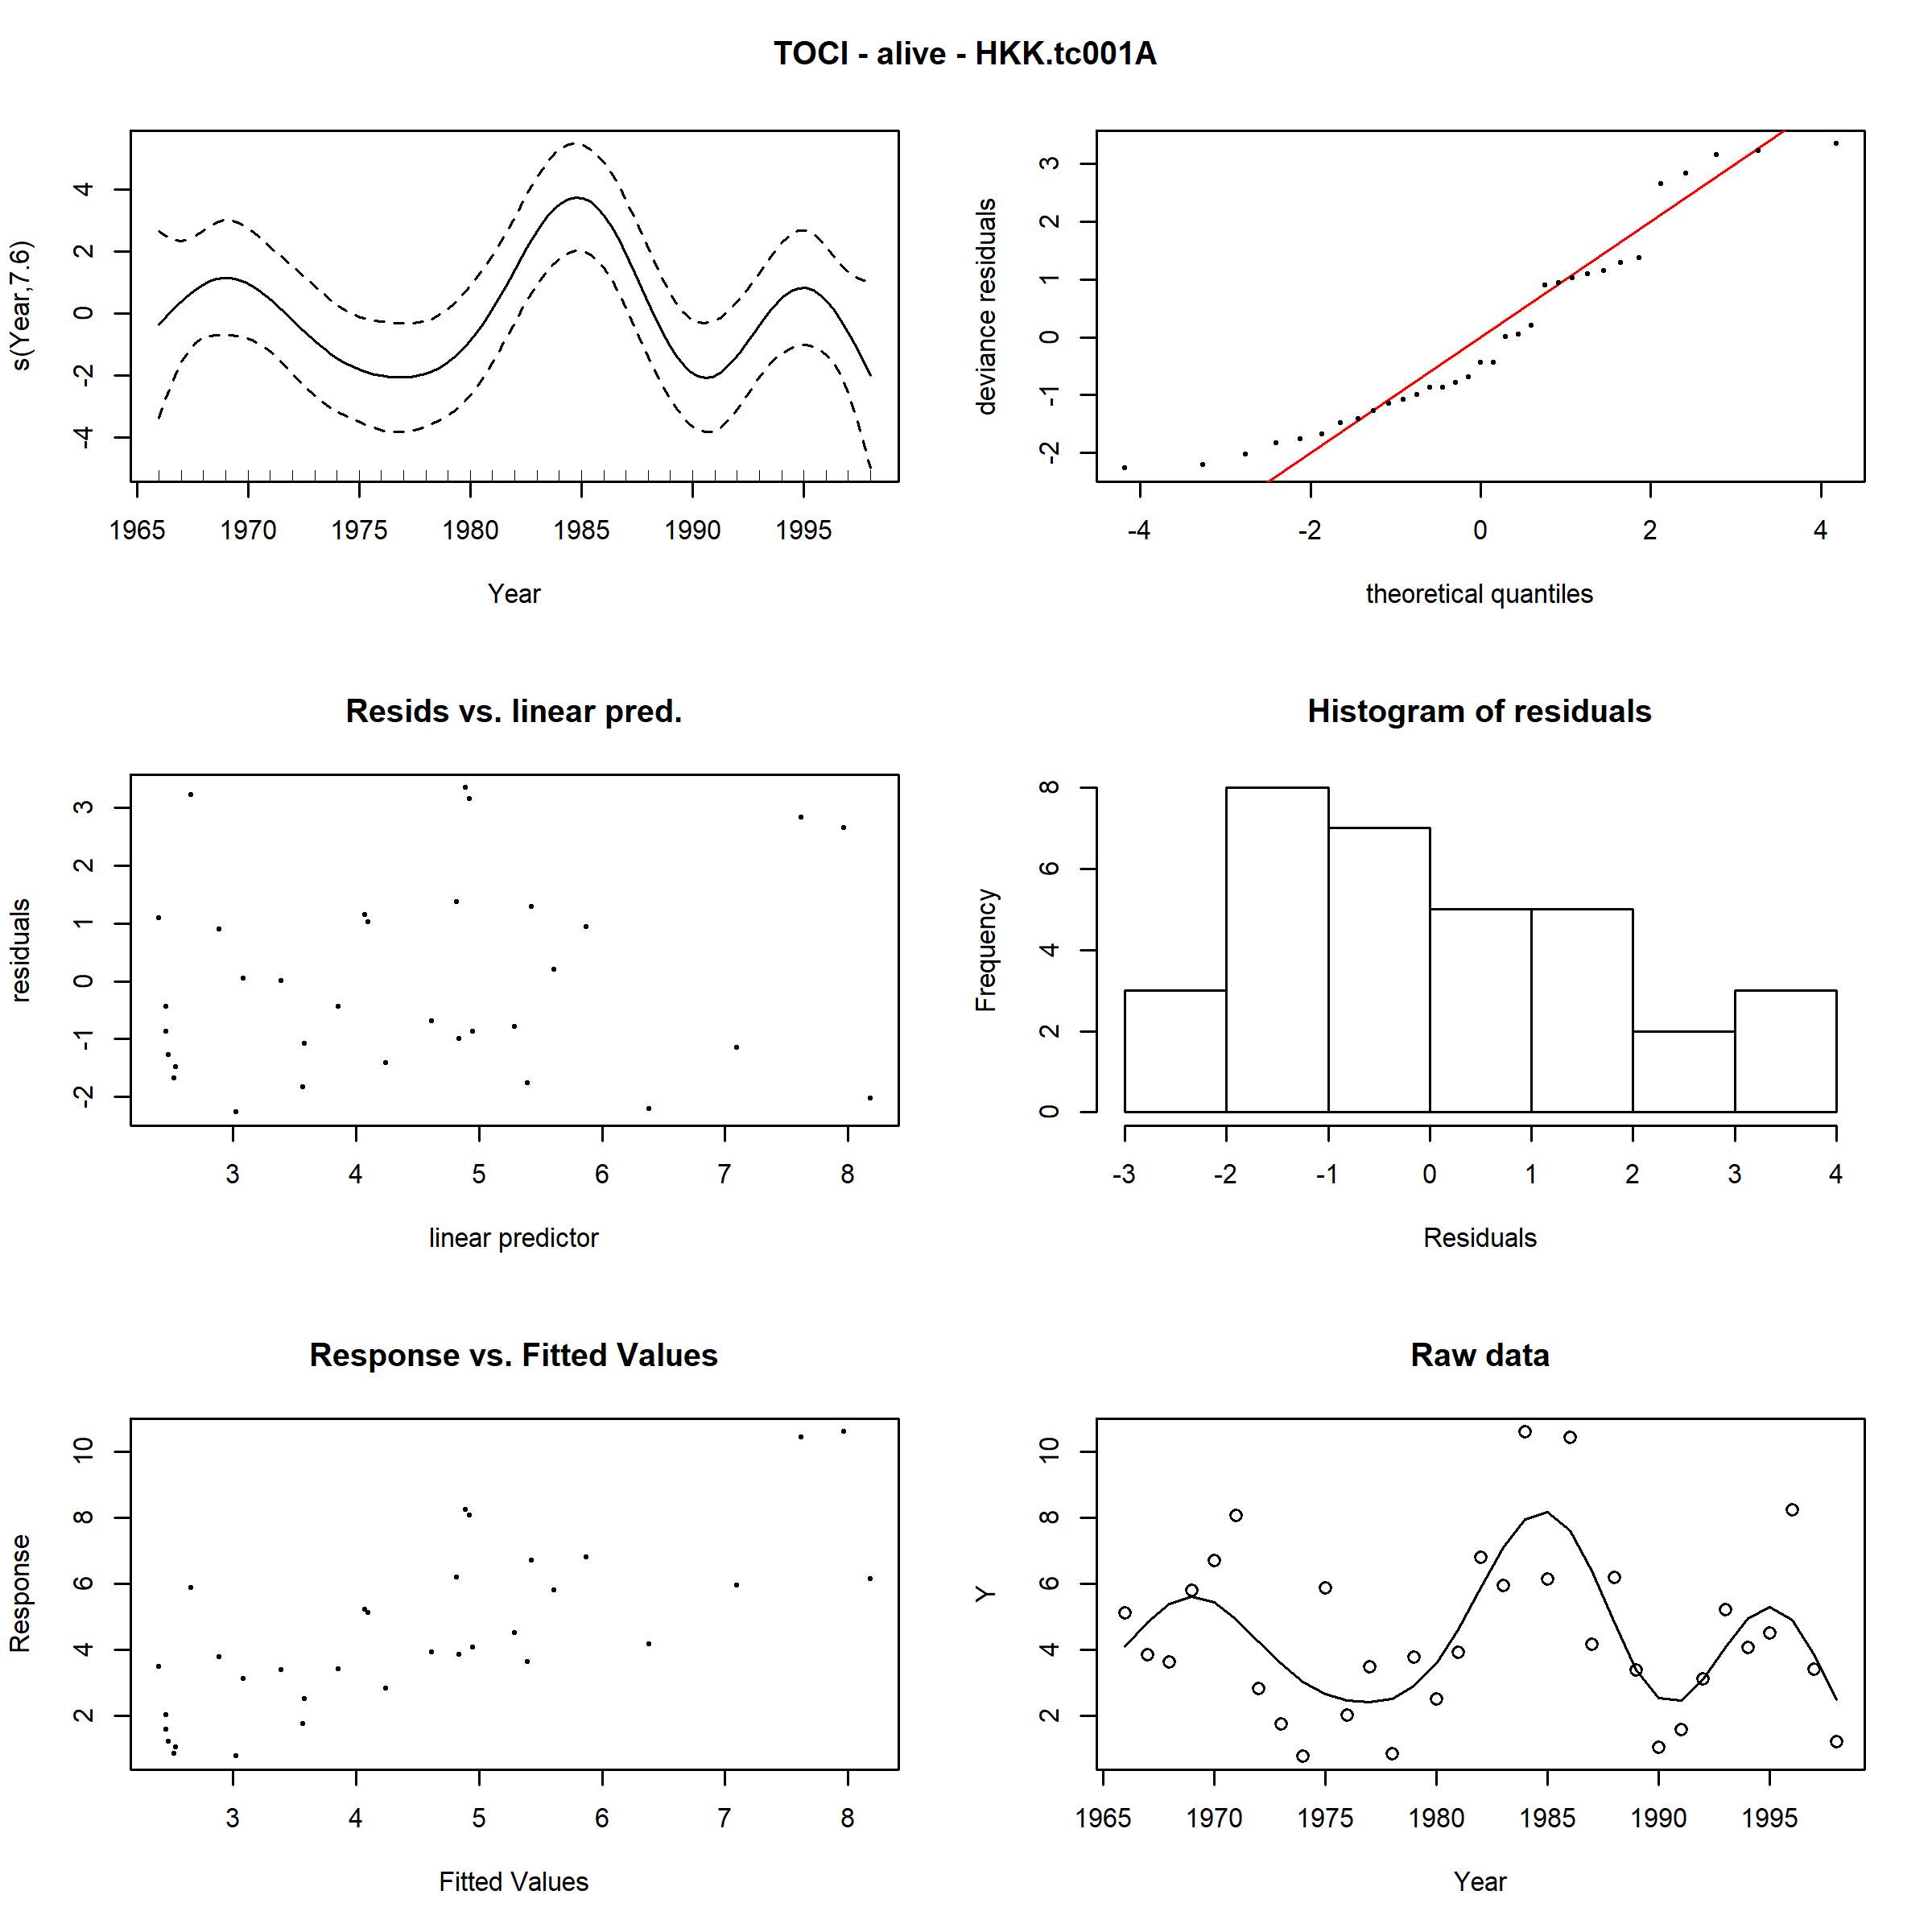 TOCI - alive - HKK.tc001A
s(Year,7.6)
4
2
0
-2
-4
1965 1970 1975 1980 1985 1990 1995
Year
deviance residuals
3
2
1
0
-1
-2
-4 -2 0 2 4
theoretical quantiles
Resids vs. linear pred.
residuals
3
2
1
0
-1
-2
3 4 5 6 7 8
linear predictor
Histogram of residuals
Frequency
8
6
4
2
0
-3 -2 -1 0 1 2 3 4
Residuals
Response vs. Fitted Values
Response
10
8
6
4
2
3 4 5 6 7 8
Fitted Values
Raw data
Y
10
8
6
4
2
1965 1970 1975 1980 1985 1990 1995
Year